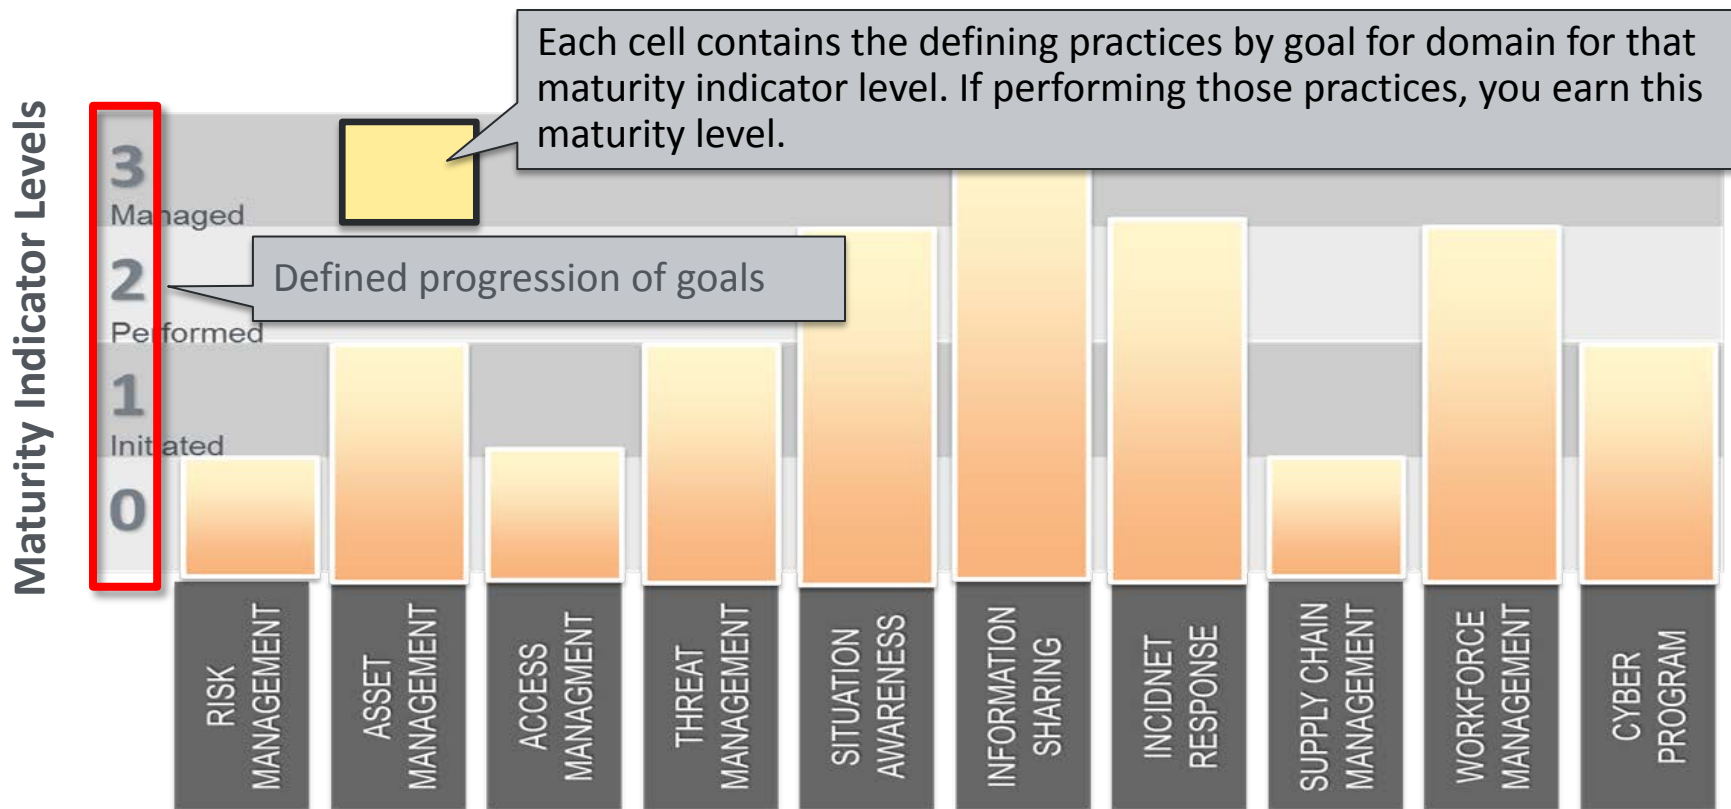 Each cell contains the defining practices by goal for domain for that
maturity indicator level. If performing those practices, you earn this
maturity level.
Maturity Indicator Levels
3
Managed
2
Defined progression of goals
Performed
1
Initiated
0
RISK
MANAGEMENT
ASSET
MANAGEMENT
ACCESS
MANAGMENT
THREAT
MANAGEMENT
SITUATION
AWARENESS
INFORMATION
SHARING
INCIDNET
RESPONSE
SUPPLY CHAIN
MANAGEMENT
WORKFORCE
MANAGEMENT
CYBER
PROGRAM